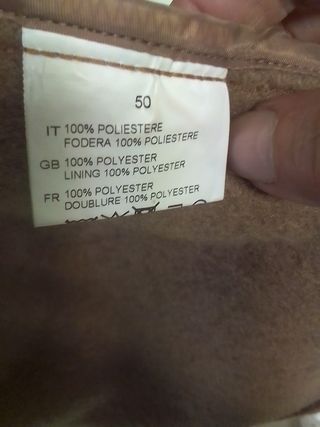 50
IT 100% POLIESTERE
FODERA 100% POLIESTERE
GB 100% POLYESTER
LINING 100% POLYESTER
FR 100% POLYESTER
DOUBLURE 100% POLYESTER